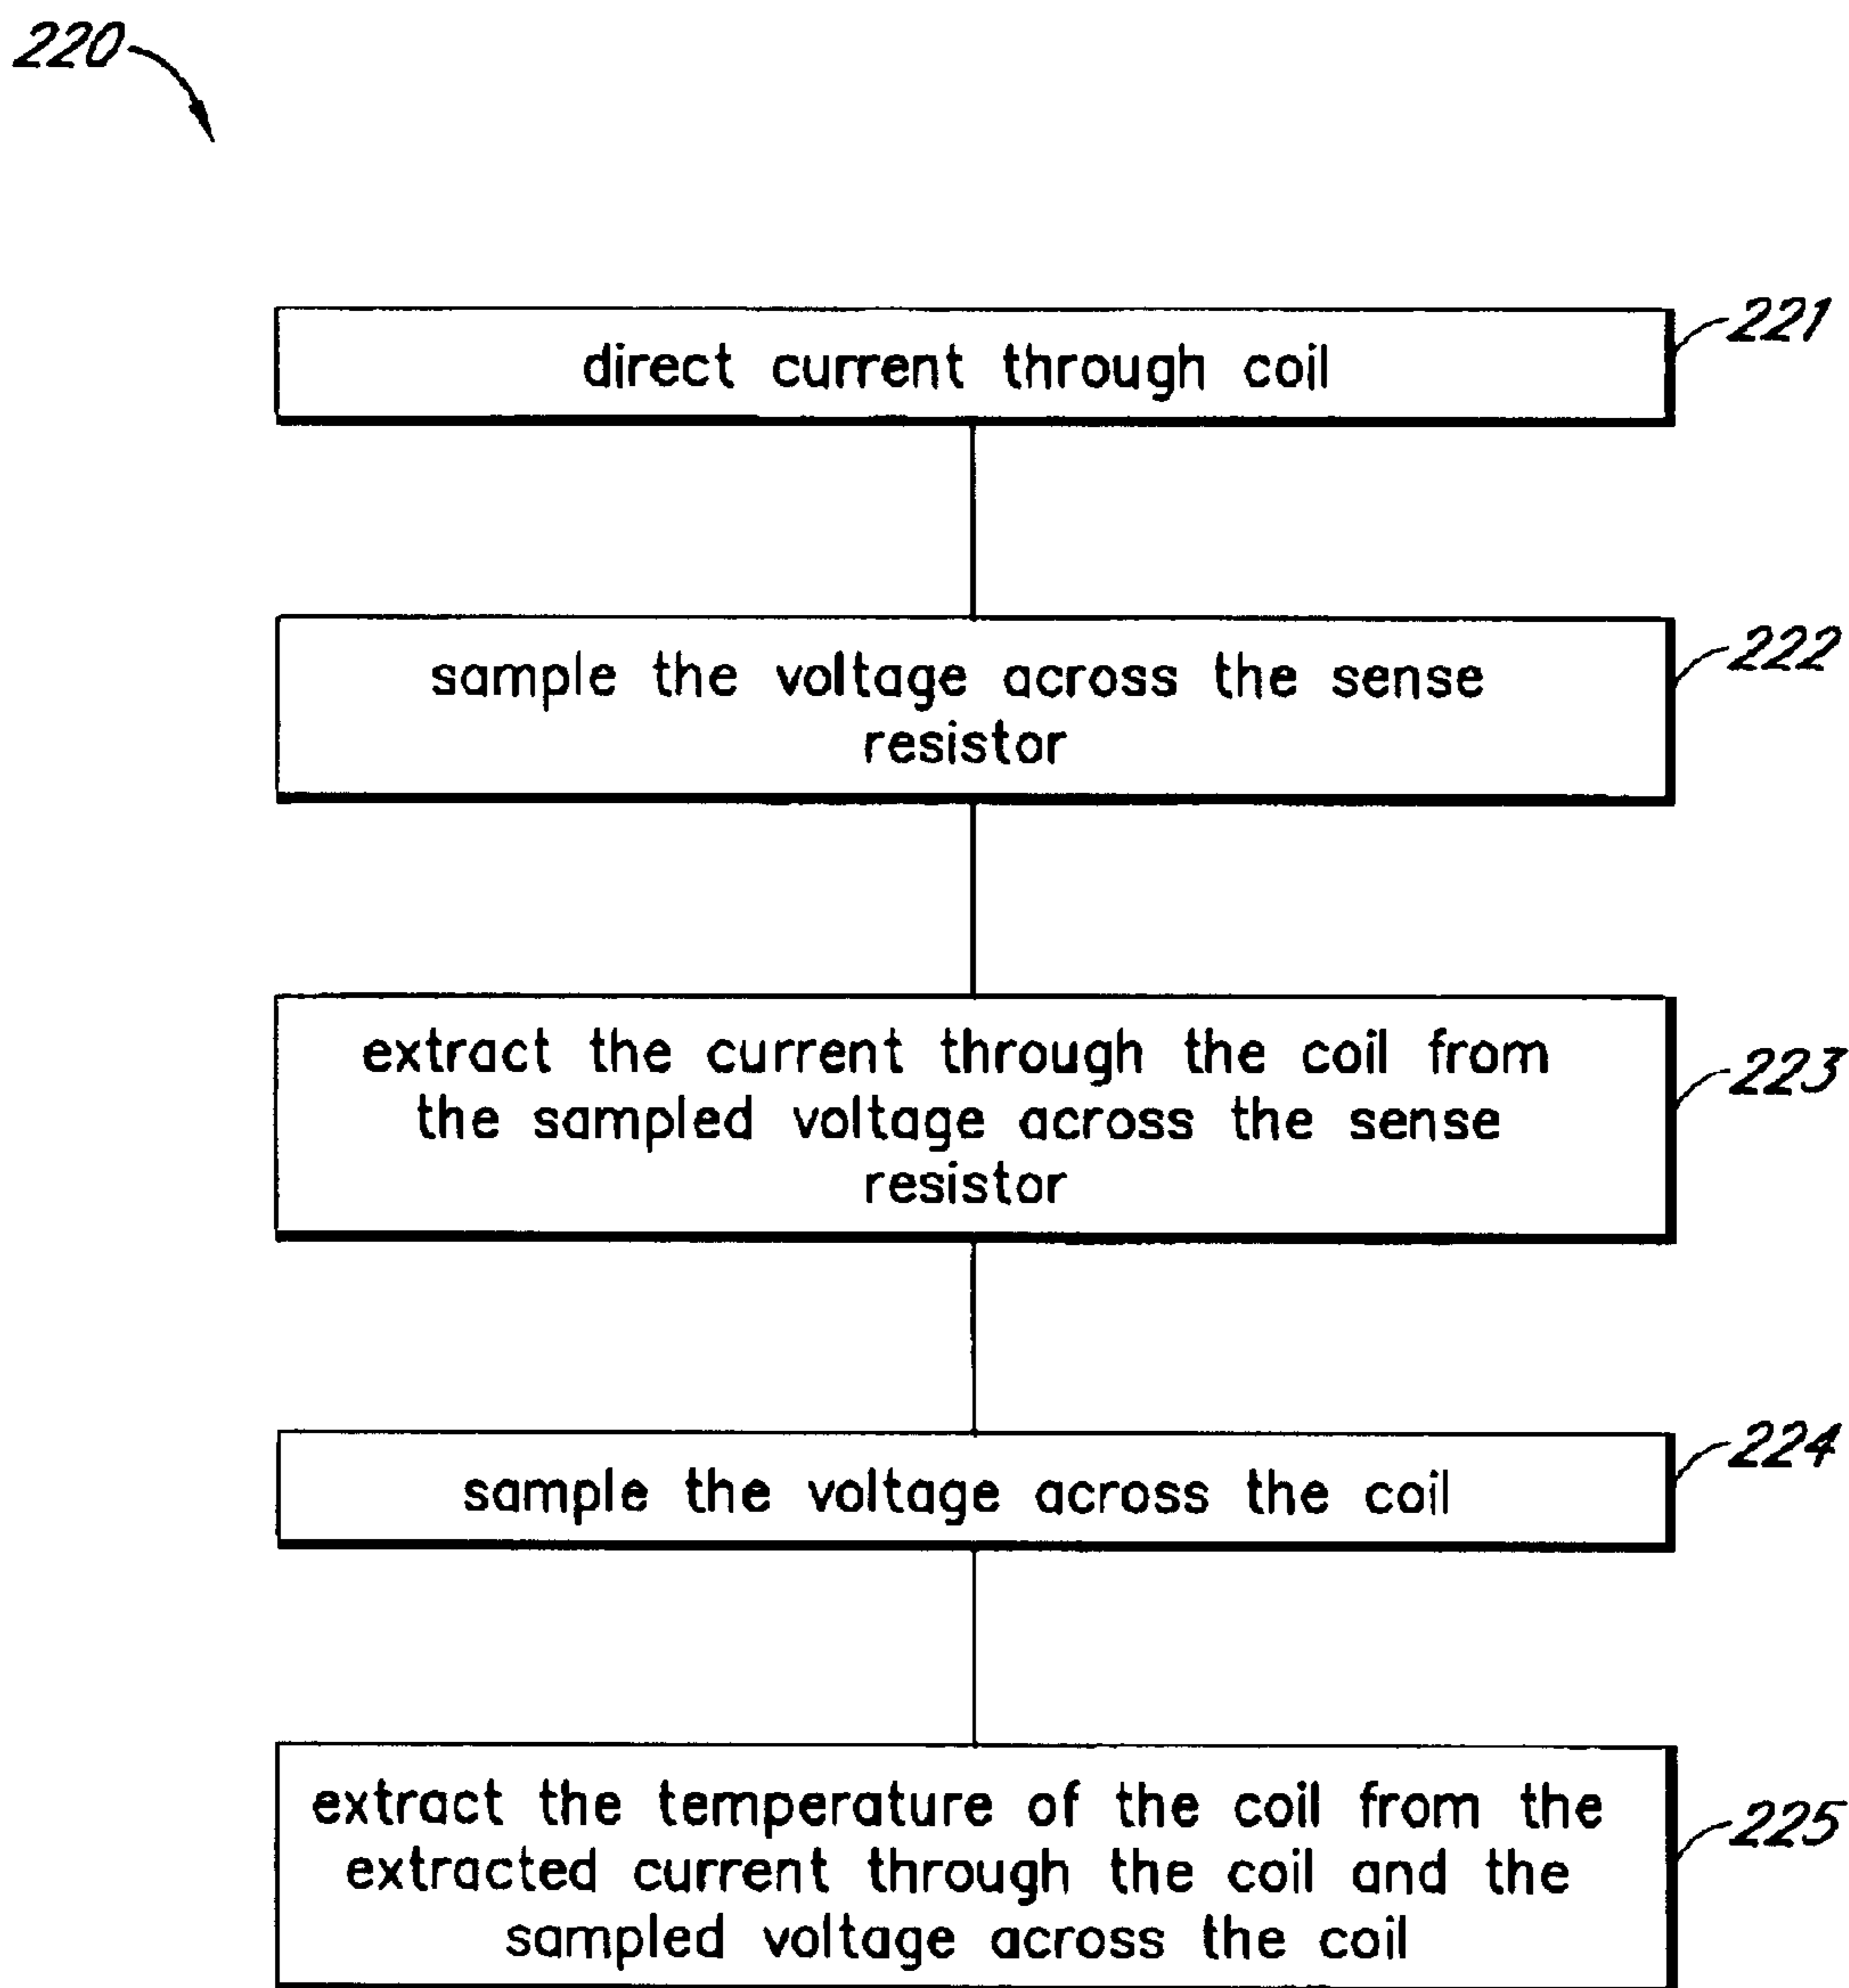 220
direct current through coil
221
sample the voltage across the sense
resistor
222
extract the current through the coil from
the sampled voltage across the sense
resistor
223
sample the voltage across the coil
224
extract the temperature of the coil from the
extracted current through the coil and the
sampled voltage across the coil
225